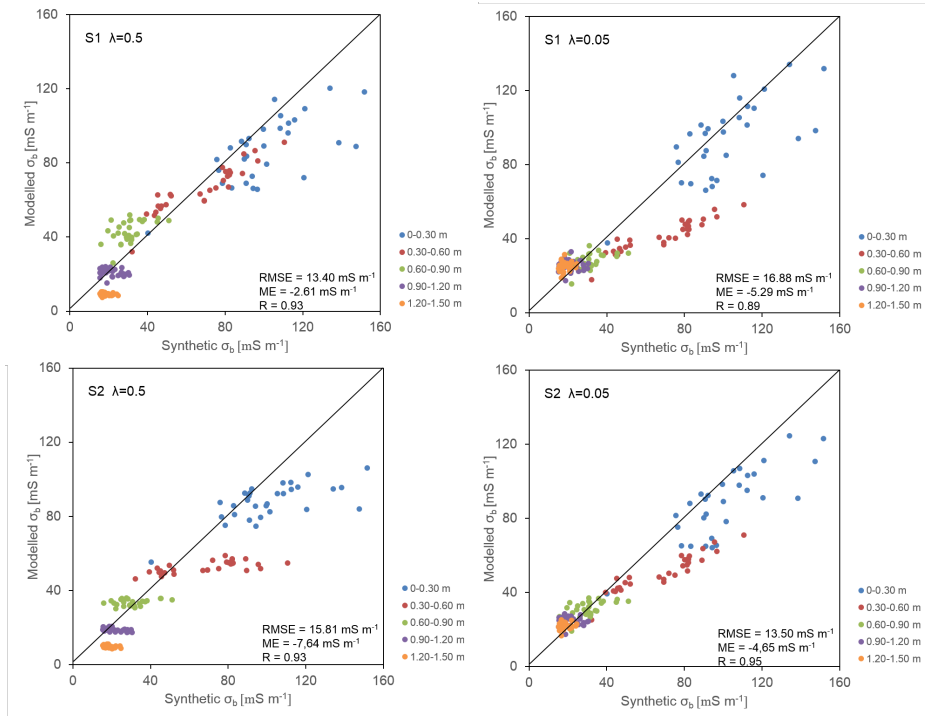 160
120
80
40
0
Modelled σb [mS m-1]
S1 λ=0.5
0-0.30 m
0.30-0.60 m
0.60-0.90 m
0.90-1.20 m
1.20-1.50 m
RMSE = 13.40 mS m-1
ME = -2.61 mS m-1
R = 0.93
0 40 80 120 160
Synthetic σb [mS m-1]
160
120
80
40
0
Modelled σb [mS m-1]
S1 λ=0.05
0-0.30 m
0.30-0.60 m
0.60-0.90 m
0.90-1.20 m
1.20-1.50 m
RMSE = 16.88 mS m-1
ME = -5.29 mS m-1
R = 0.89
0 40 80 120 160
Synthetic σb [mS m-1]
160
120
80
40
0
Modelled σb [mS m-1]
S2 λ=0.5
0-0.30 m
0.30-0.60 m
0.60-0.90 m
0.90-1.20 m
1.20-1.50 m
RMSE = 15.81 mS m-1
ME = -7,64 mS m-1
R = 0.93
0 40 80 120 160
Synthetic σb [mS m-1]
160
120
80
40
0
Modelled σb [mS m-1]
S2 λ=0.05
0-0.30 m
0.30-0.60 m
0.60-0.90 m
0.90-1.20 m
1.20-1.50 m
RMSE = 13.50 mS m-1
ME = -4,65 mS m-1
R = 0.95
0 40 80 120 160
Synthetic σb [mS m-1]